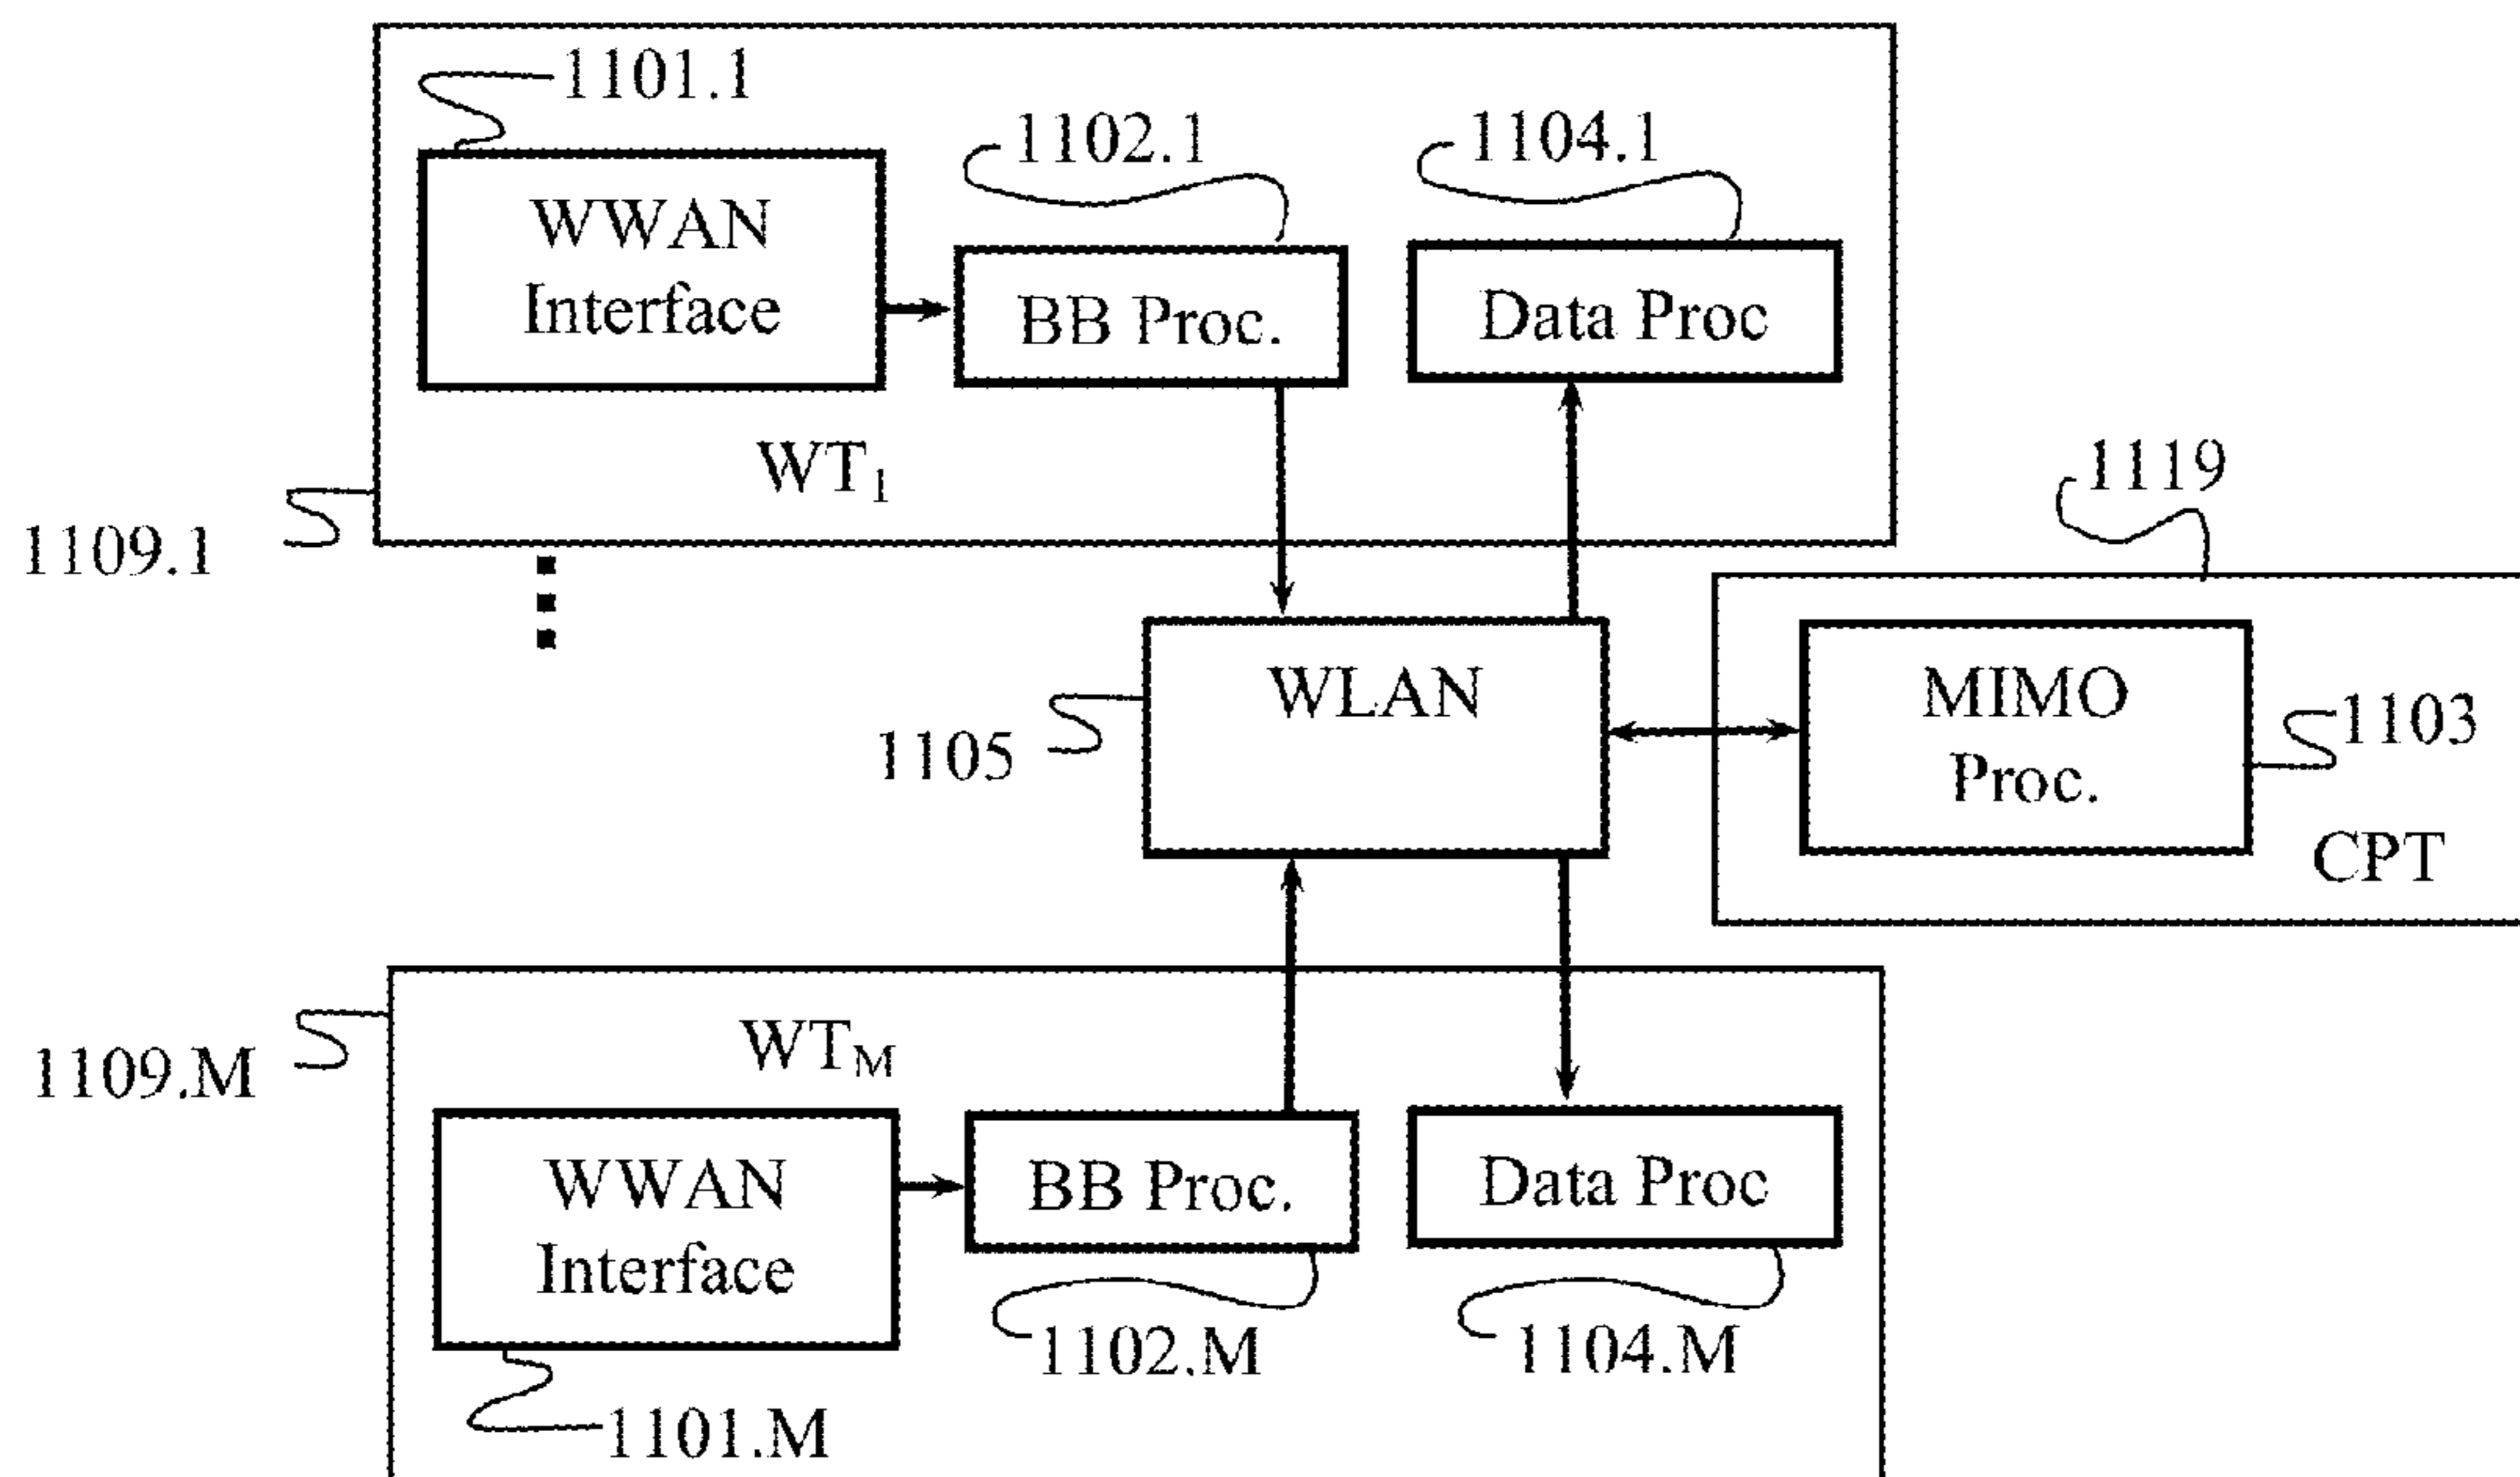 1101.1
1102.1
1104.1
WWAN
Interface
BB Proc.
Data Proc
WT1
1109.1
1119
WLAN
MIMO
Proc.
1103
1105
CPT
1109.M
WTM
WWAN
Interface
BB Proc.
Data Proc
1102.M
1104.M
1101.M